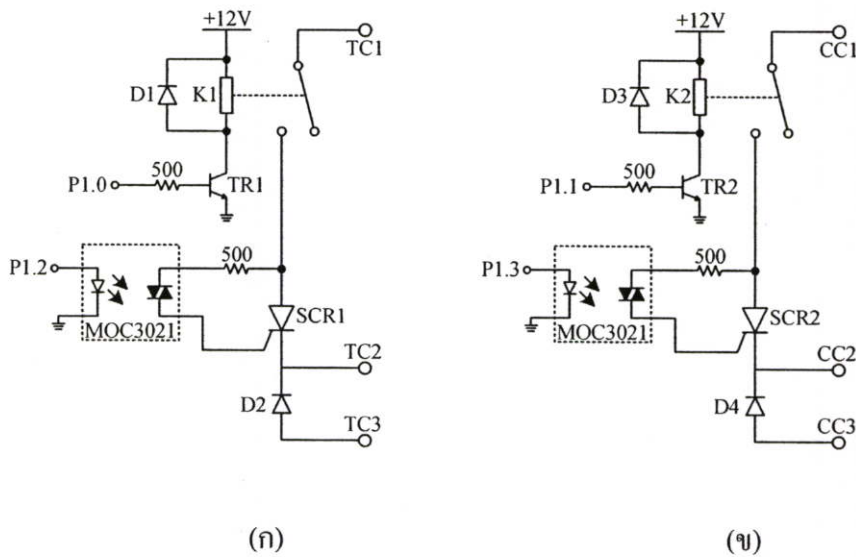 +12V
TC1
D1
K1
500
P1.0
TR1
500
P1.2
MOC3021
SCR1
TC2
D2
TC3
(ก)
+12V
CC1
D3
K2
500
P1.1
TR2
500
P1.3
MOC3021
SCR2
CC2
D4
CC3
(ข)